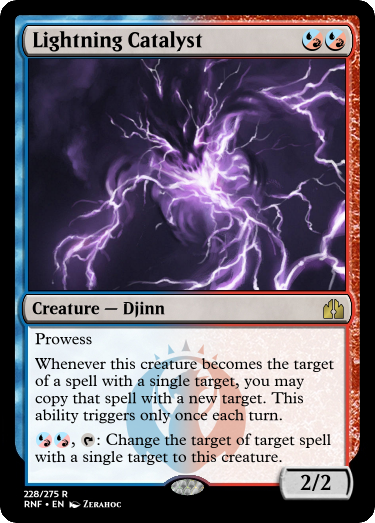 Lightning Catalyst
Creature — Djinn
Prowess
Whenever this creature becomes the target
of a spell with a single target, you may
copy that spell with a new target. This
ability triggers only once each turn.
, : Change the target of target spell
with a single target to this creature.
2/2
228/275 R
RNF • EN Zerahoc